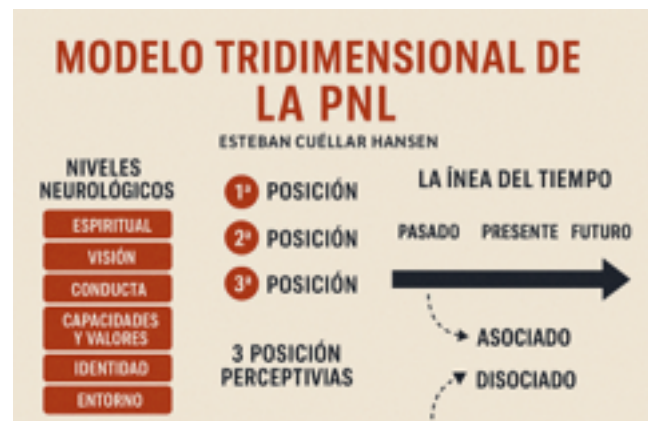 MODELO TRIDIMENSIONAL DE
LA PNL
ESTEBAN CUÉLLAR HANSEN
NIVELES
NEUROLÓGICOS
ESPIRITUAL
VISIÓN
CONDUCTA
CAPACIDADES
Y VALORES
IDENTIDAD
ENTORNO
1ª POSICIÓN
2ª POSICIÓN
3ª POSICIÓN
3 POSICIÓN
PERCEPTIVIAS
LA ÍNEA DEL TIEMPO
PASADO PRESENTE FUTURO
ASOCIADO
DISOCIADO